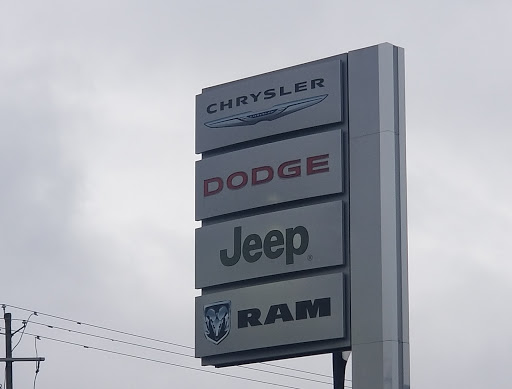 CHRYSLER
DODGE
Jeep®
RAM